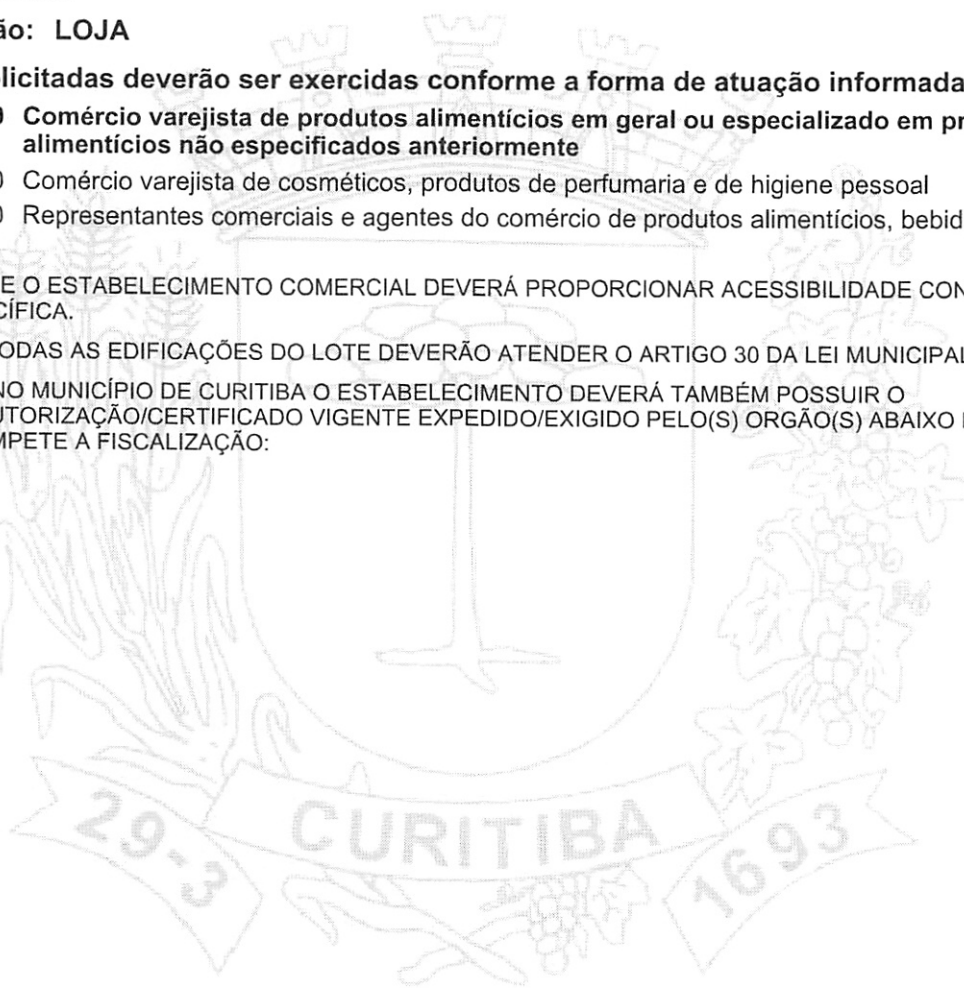 ão: LOJA
licitadas deverão ser exercidas conforme a forma de atuação informada
Comércio varejista de produtos alimentícios em geral ou especializado em pr
alimentícios não especificados anteriormente
Comércio varejista de cosméticos, produtos de perfumaria e de higiene pessoal
Representantes comerciais e agentes do comércio de produtos alimentícios, bebid
E O ESTABELECIMENTO COMERCIAL DEVERÁ PROPORCIONAR ACESSIBILIDADE CON
CÍFICA.
ODAS AS EDIFICAÇÕES DO LOTE DEVERÃO ATENDER O ARTIGO 30 DA LEI MUNICIPAL
NO MUNICÍPIO DE CURITIBA O ESTABELECIMENTO DEVERÁ TAMBÉM POSSUIR O
UTORIZAÇÃO/CERTIFICADO VIGENTE EXPEDIDO/EXIGIDO PELO(S) ORGÃO(S) ABAIXO
MPETE A FISCALIZAÇÃO:
29-3 CURITIBA 1693